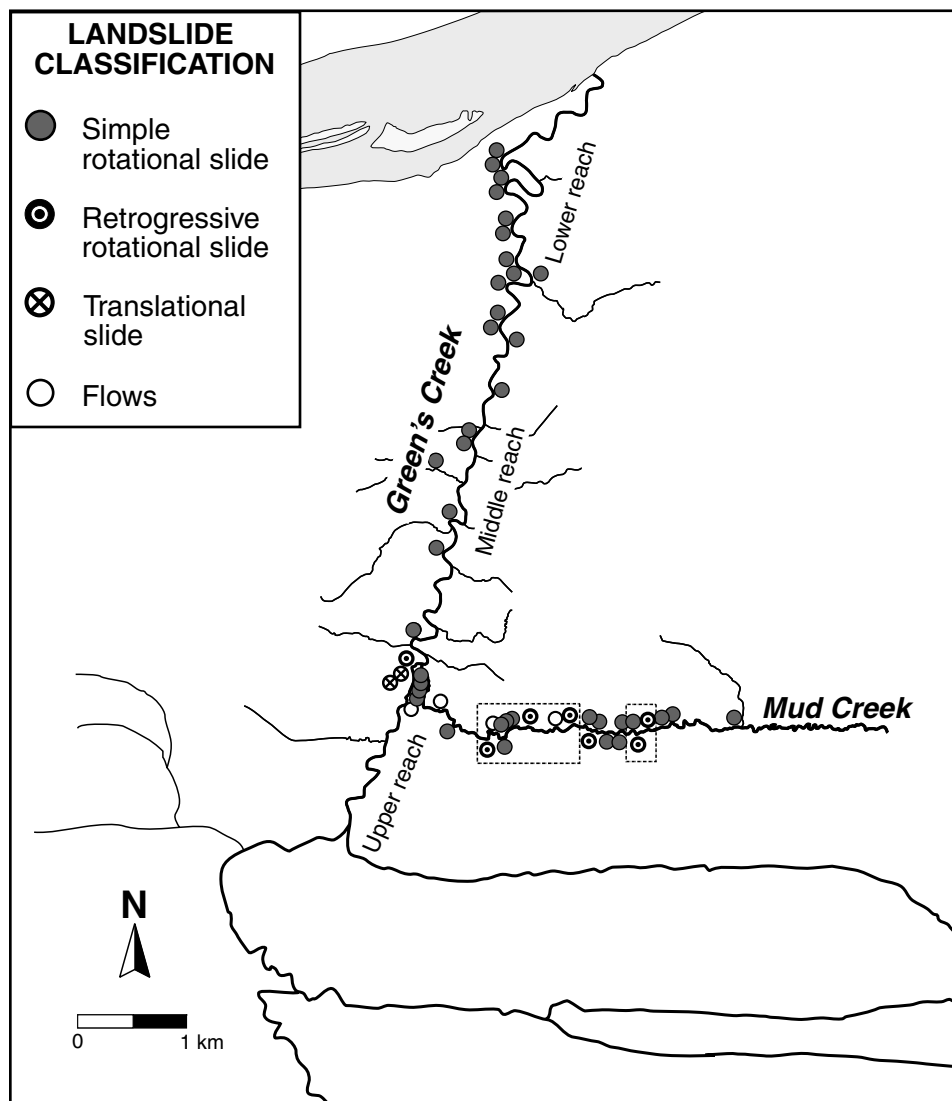 LANDSLIDE
CLASSIFICATION
Simple
rotational slide
Retrogressive
rotational slide
Translational
slide
Flows
Lower reach
Green's Creek
Middle reach
Mud Creek
Upper reach
N
0
1 km